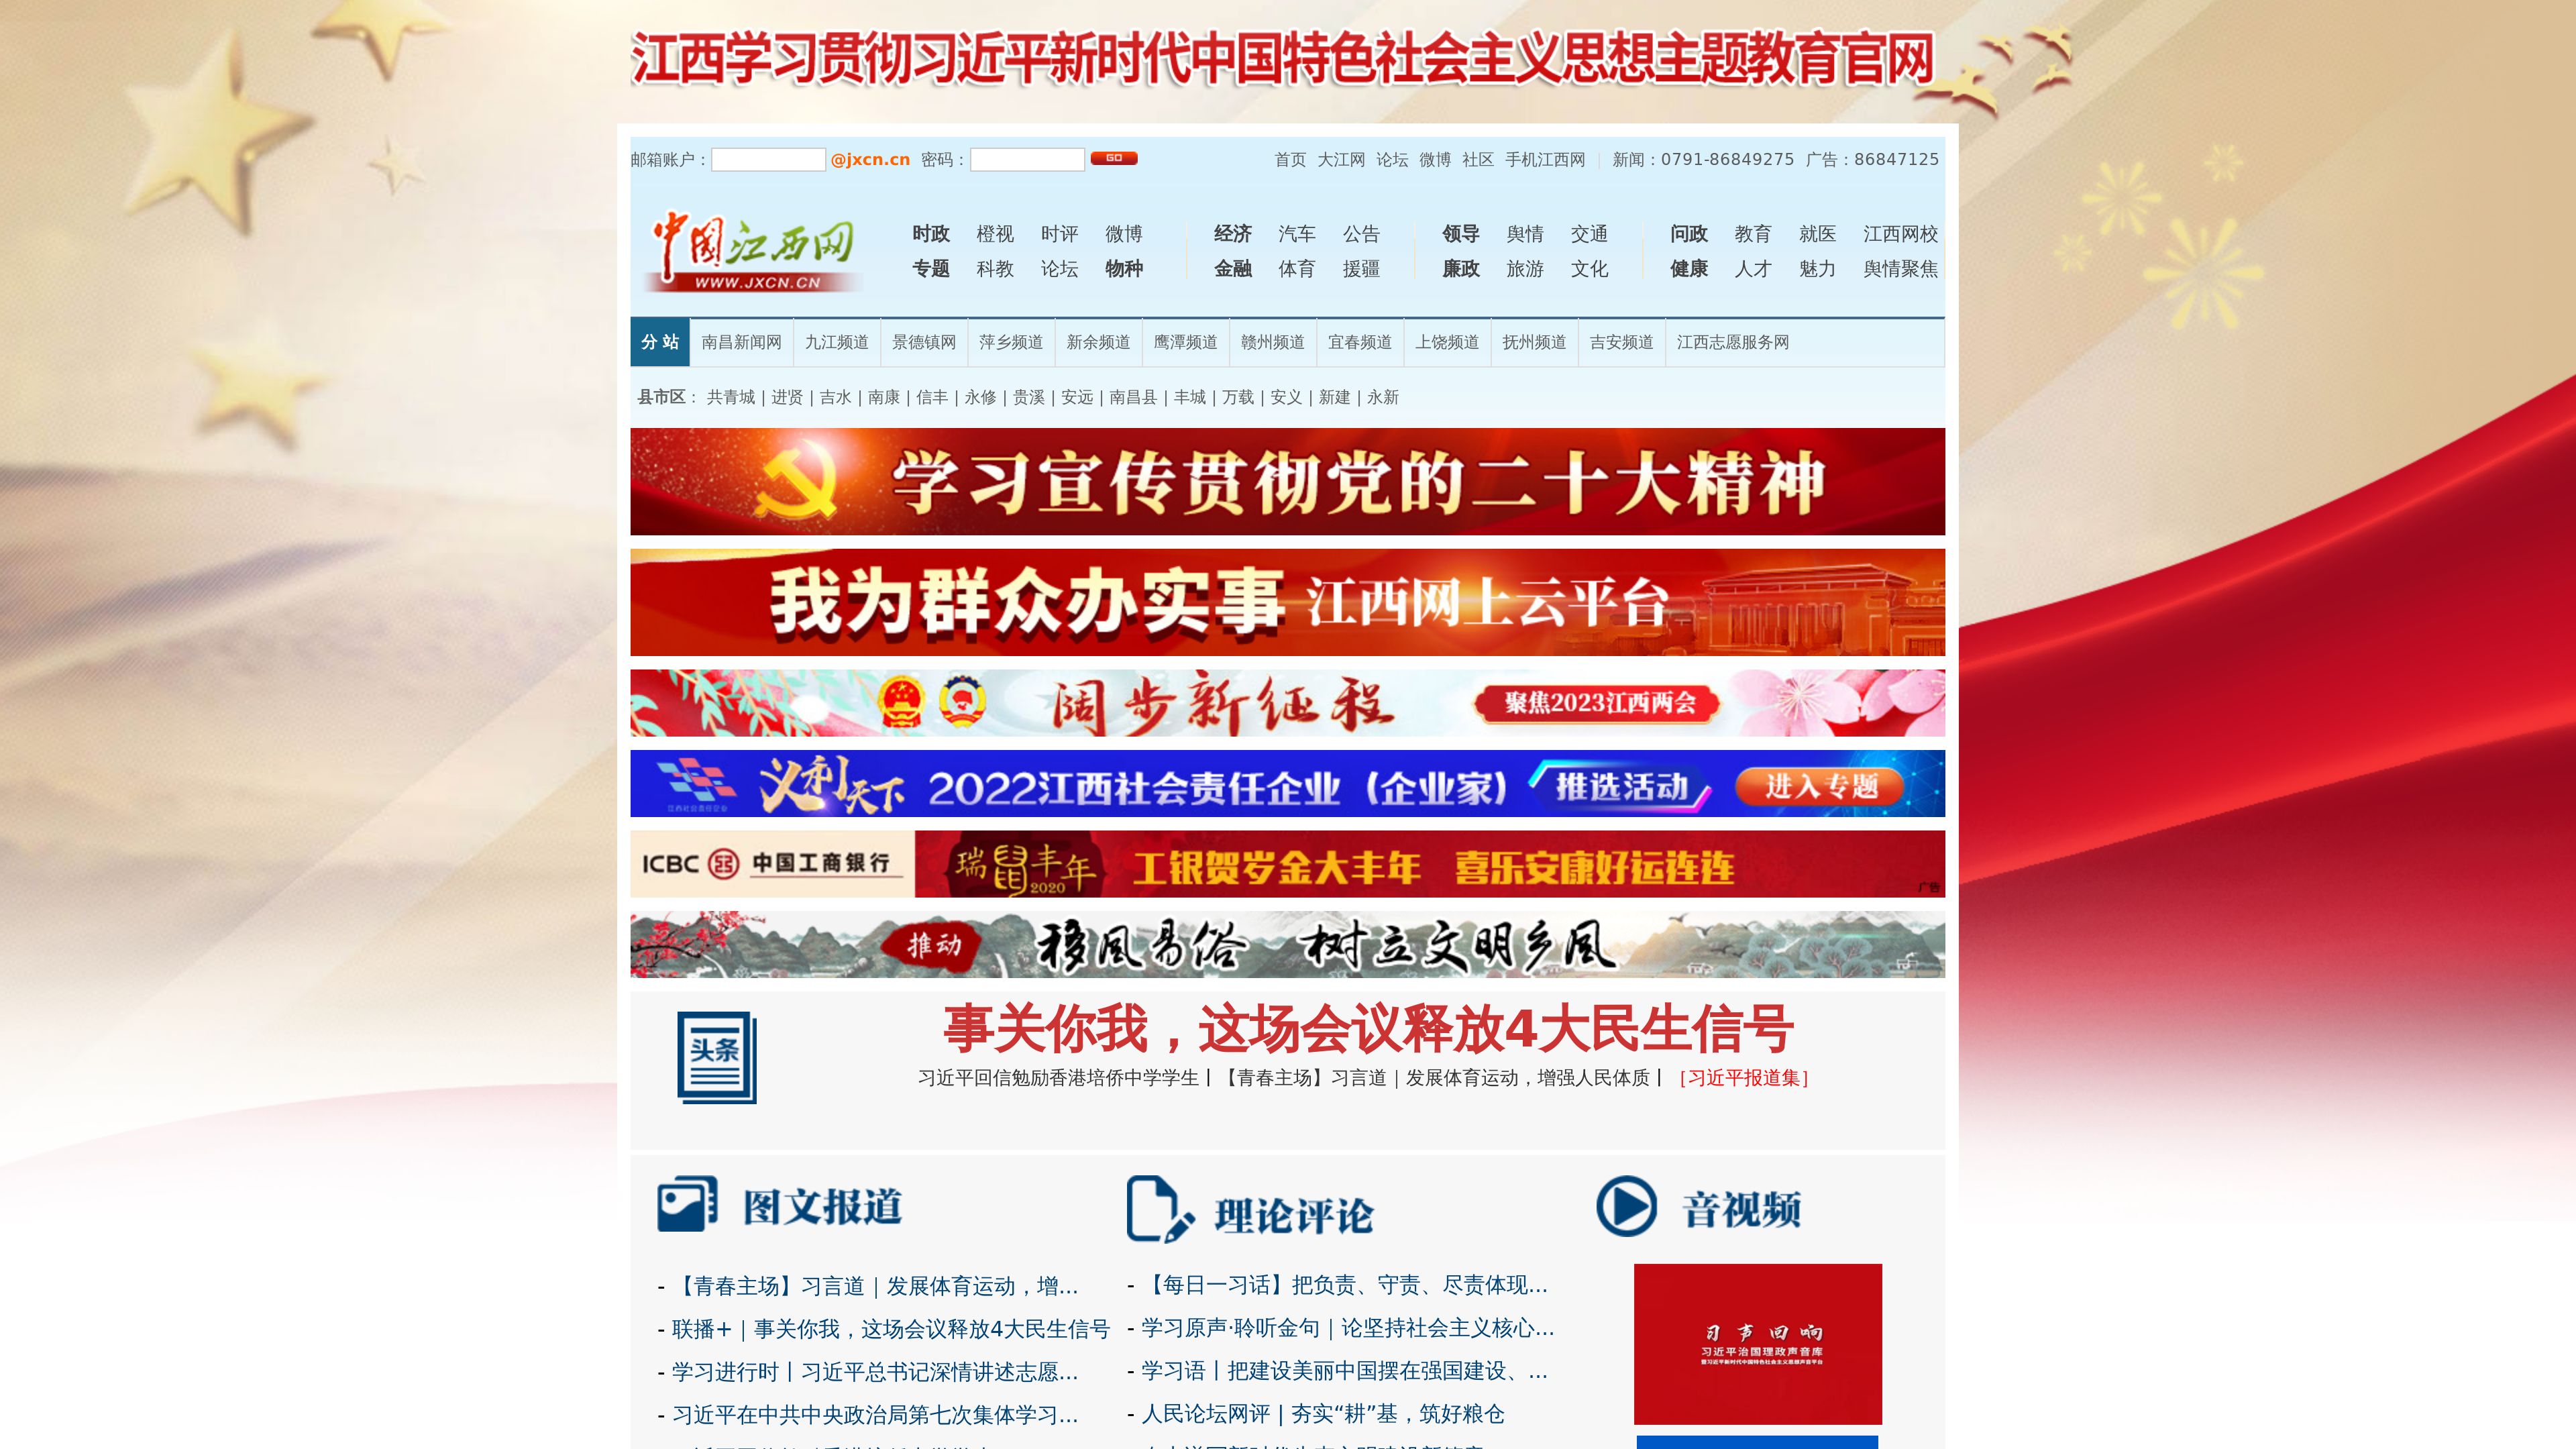 江西学习贯彻习近平新时代中国特色社会主义思想主题教育官网
邮箱账户： @jxcn.cn 密码： GO 首页 大江网 论坛 微博 社区 手机江西网 | 新闻：0791-86849275 广告：86847125
中国江西网
WWW.JXCN.CN
时政 橙视 时评 微博 经济 汽车 公告 领导 舆情 交通 问政 教育 就医 江西网校
专题 科教 论坛 物种 金融 体育 援疆 廉政 旅游 文化 健康 人才 魅力 舆情聚焦
分 站 南昌新闻网 九江频道 景德镇网 萍乡频道 新余频道 鹰潭频道 赣州频道 宜春频道 上饶频道 抚州频道 吉安频道 江西志愿服务网
县市区： 共青城 | 进贤 | 吉水 | 南康 | 信丰 | 永修 | 贵溪 | 安远 | 南昌县 | 丰城 | 万载 | 安义 | 新建 | 永新
学习宣传贯彻党的二十大精神
我为群众办实事 江西网上云平台
阔步新征程 聚焦2023江西两会
义利天下 2022江西社会责任企业（企业家） 推选活动 进入专题
ICBC 中国工商银行 瑞鼠丰年 2020 工银贺岁金大丰年 喜乐安康好运连连 广告
推动 移风易俗 树立文明乡风
头条
事关你我，这场会议释放4大民生信号
习近平回信勉励香港培侨中学学生丨【青春主场】习言道｜发展体育运动，增强人民体质丨［习近平报道集］
图文报道
- 【青春主场】习言道｜发展体育运动，增...
- 联播+｜事关你我，这场会议释放4大民生信号
- 学习进行时丨习近平总书记深情讲述志愿...
- 习近平在中共中央政治局第七次集体学习...
理论评论
- 【每日一习话】把负责、守责、尽责体现...
- 学习原声·聆听金句｜论坚持社会主义核心...
- 学习语丨把建设美丽中国摆在强国建设、...
- 人民论坛网评 | 夯实“耕”基，筑好粮仓
音视频
习声回响
习近平治国理政声音库
暨习近平新时代中国特色社会主义思想声音平台